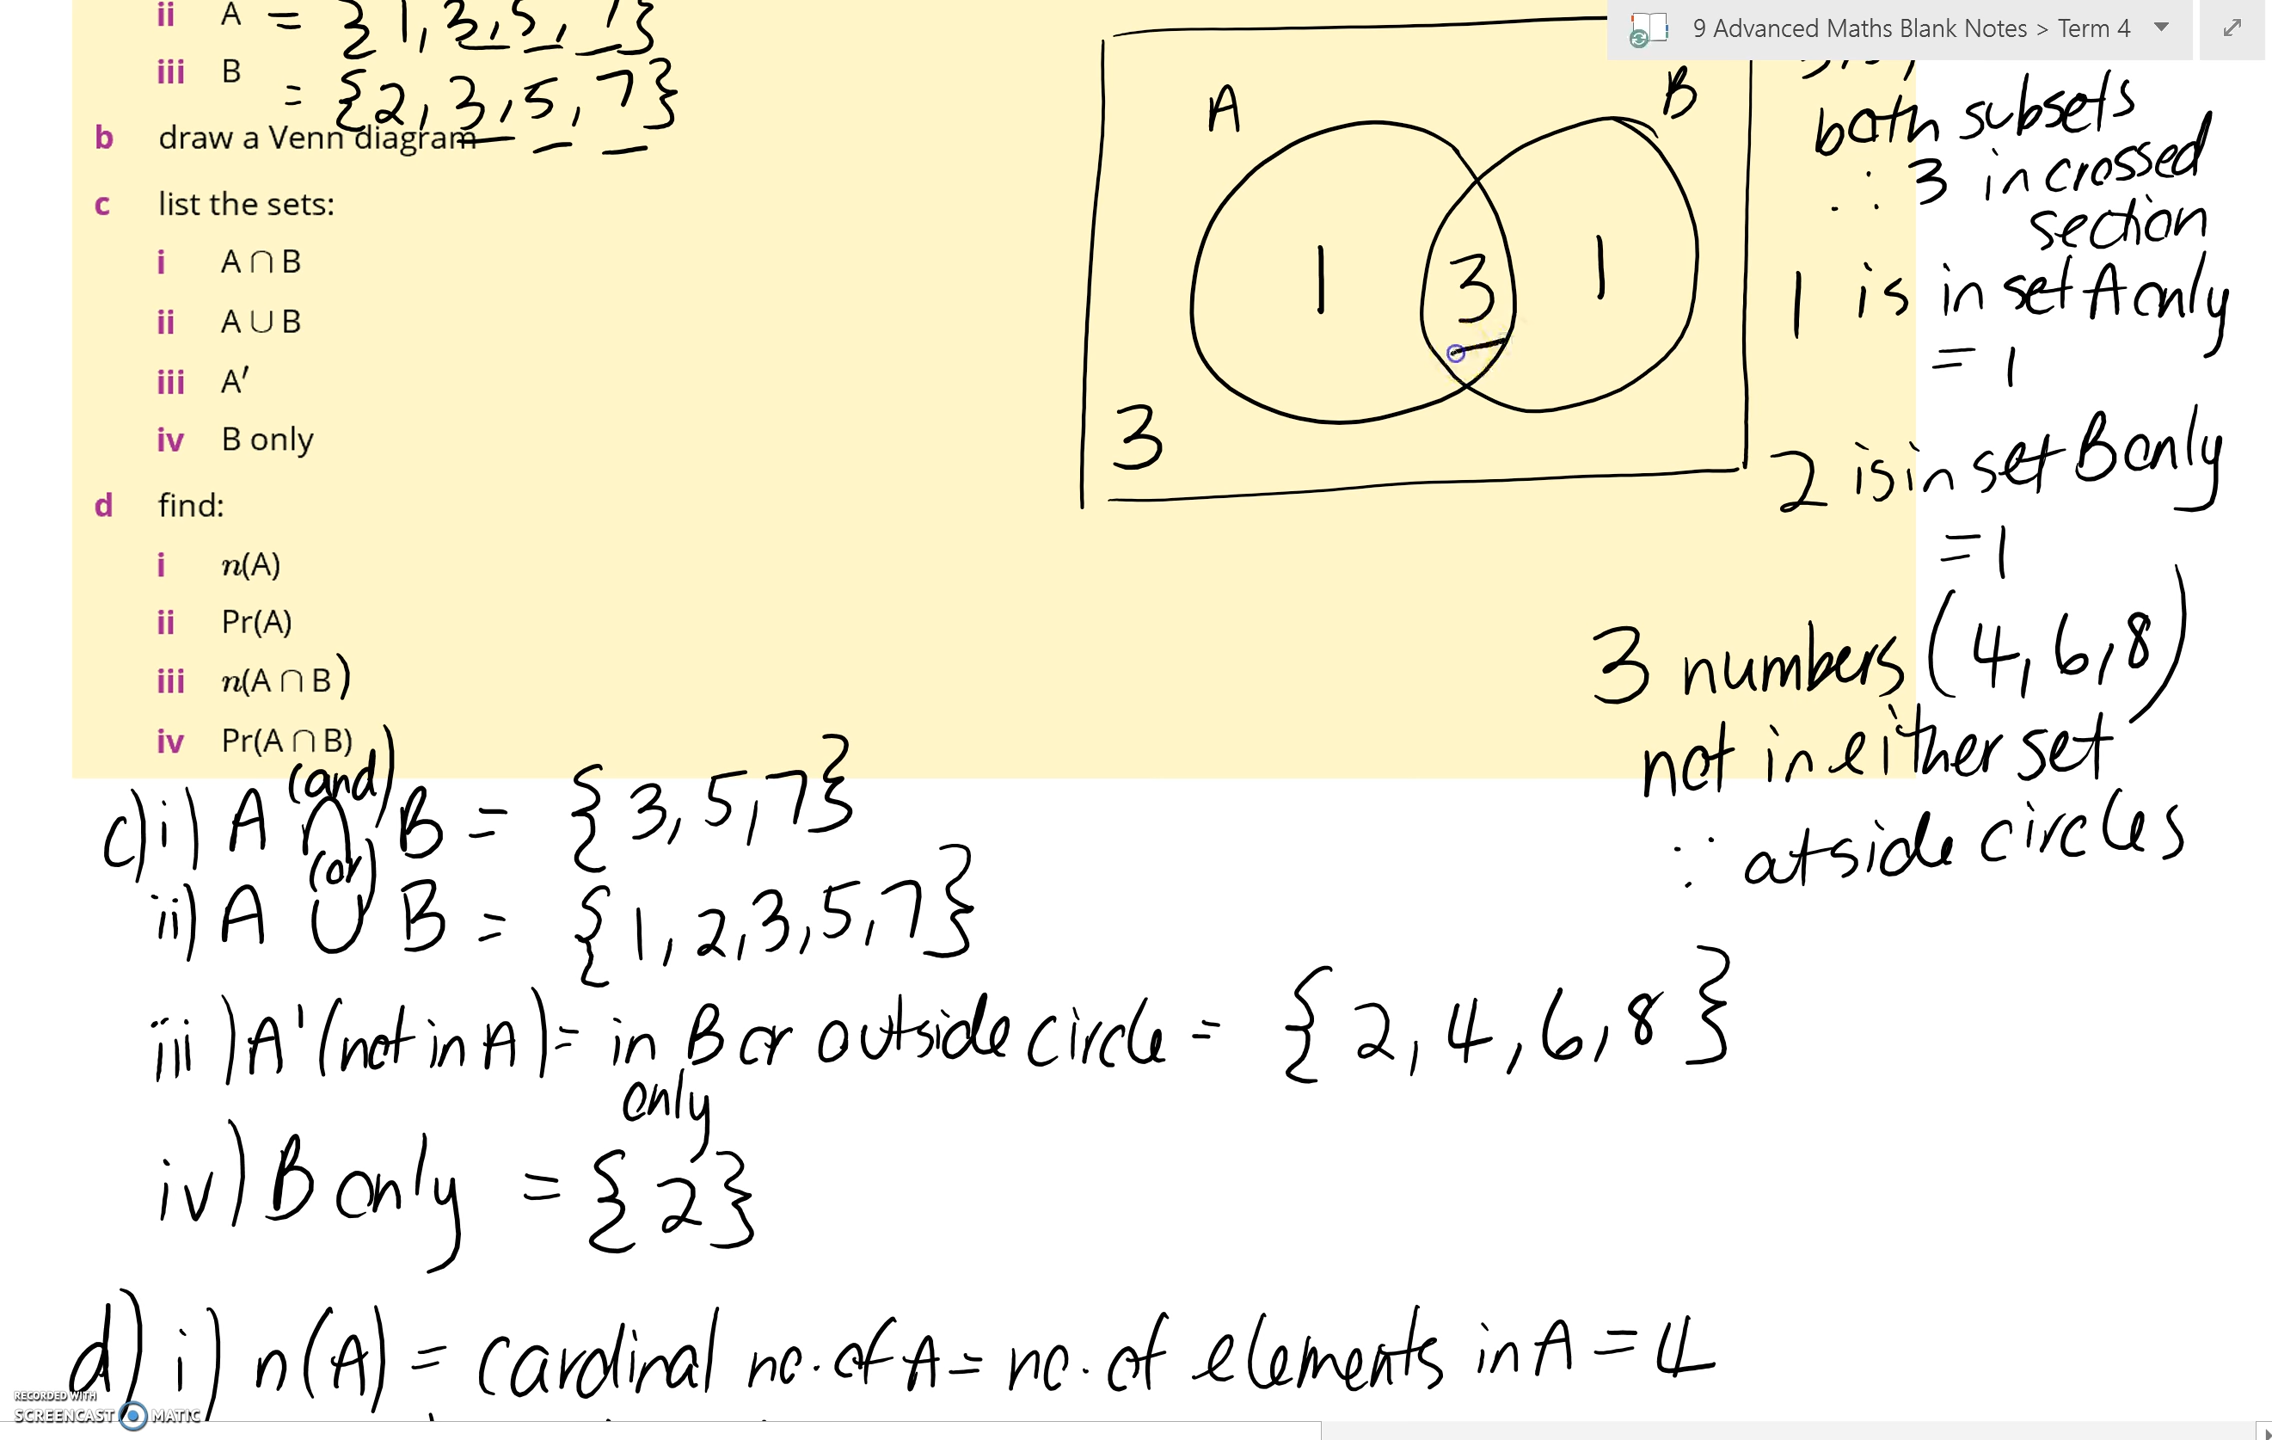 9 Advanced Maths Blank Notes > Term 4
ii A = {1, 3, 5, 7}
iii B = {2, 3, 5, 7}
b draw a Venn diagram
c list the sets:
i A ∩ B
ii A ∪ B
iii A′
iv B only
d find:
i n(A)
ii Pr(A)
iii n(A ∩ B)
iv Pr(A ∩ B)
A B
1 3 1
3
both subsets
∴ 3 in crossed
section
1 is in set A only
= 1
2 is in set B only
= 1
3 numbers (4, 6, 8)
not in either set
∵ outside circles
(and)
c) i) A ∩ B = {3, 5, 7}
(or)
ii) A ∪ B = {1, 2, 3, 5, 7}
iii) A' (not in A) = in B or outside circle = {2, 4, 6, 8}
only
iv) B only = {2}
d) i) n(A) = cardinal no. of A = no. of elements in A = 4
RECORDED WITH
SCREENCAST MATIC